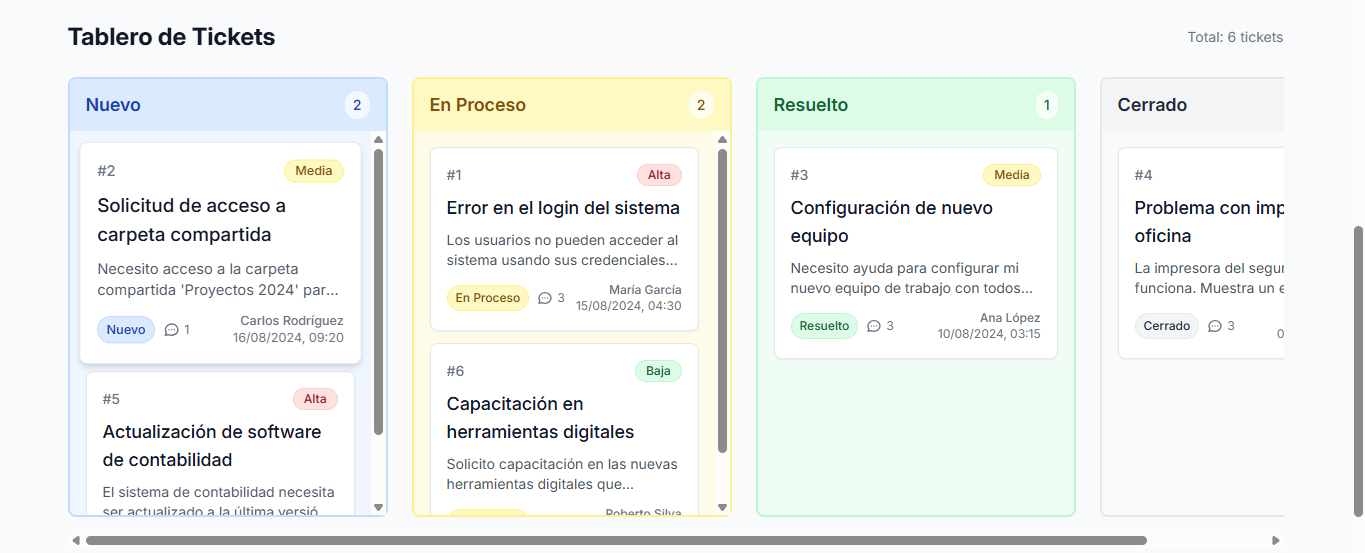 Tablero de Tickets
Total: 6 tickets
Nuevo
2
#2
Media
Solicitud de acceso a
carpeta compartida
Necesito acceso a la carpeta
compartida 'Proyectos 2024' par...
Nuevo
1
Carlos Rodríguez
16/08/2024, 09:20
#5
Alta
Actualización de software
de contabilidad
El sistema de contabilidad necesita
ser actualizado a la última versió
En Proceso
2
#1
Alta
Error en el login del sistema
Los usuarios no pueden acceder al
sistema usando sus credenciales...
En Proceso
3
María García
15/08/2024, 04:30
#6
Baja
Capacitación en
herramientas digitales
Solicito capacitación en las nuevas
herramientas digitales que...
Roberto Silva
Resuelto
1
#3
Media
Configuración de nuevo
equipo
Necesito ayuda para configurar mi
nuevo equipo de trabajo con todos...
Resuelto
3
Ana López
10/08/2024, 03:15
Cerrado
#4
Problema con imp
oficina
La impresora del segu
funciona. Muestra un e
Cerrado
3
0